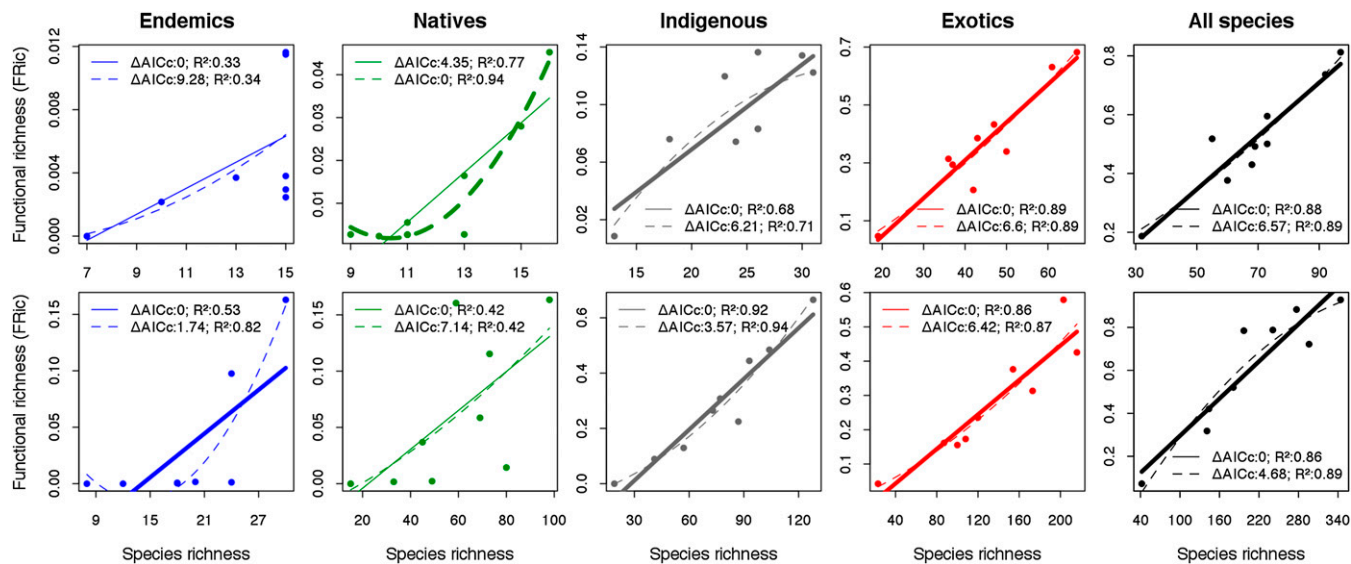 Endemics
Natives
Indigenous
Exotics
All species
Functional richness (FRic)
0.012
0.008
0.004
0.000
ΔAICc:0; R²:0.33
ΔAICc:9.28; R²:0.34
7 9 11 13 15
0.04
0.03
0.02
0.01
ΔAICc:4.35; R²:0.77
ΔAICc:0; R²:0.94
9 11 13 15
0.14
0.10
0.06
0.02
ΔAICc:0; R²:0.68
ΔAICc:6.21; R²:0.71
15 20 25 30
0.7
0.5
0.3
0.1
ΔAICc:0; R²:0.89
ΔAICc:6.6; R²:0.89
20 30 40 50 60
0.8
0.6
0.4
0.2
ΔAICc:0; R²:0.88
ΔAICc:6.57; R²:0.89
30 50 70 90
Functional richness (FRic)
0.15
0.10
0.05
0.00
ΔAICc:0; R²:0.53
ΔAICc:1.74; R²:0.82
9 15 21 27
Species richness
0.15
0.10
0.05
0.00
ΔAICc:0; R²:0.42
ΔAICc:7.14; R²:0.42
20 40 60 80 100
Species richness
0.6
0.4
0.2
0.0
ΔAICc:0; R²:0.92
ΔAICc:3.57; R²:0.94
20 40 60 80 100 120
Species richness
0.6
0.5
0.4
0.3
0.2
0.1
ΔAICc:0; R²:0.86
ΔAICc:6.42; R²:0.87
40 80 120 160 200
Species richness
0.8
0.6
0.4
0.2
ΔAICc:0; R²:0.86
ΔAICc:4.68; R²:0.89
40 100 160 220 280 340
Species richness